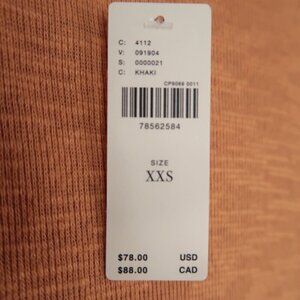 C: 4112
V: 091904
S: 0000021
C: KHAKI
CP9066 0011
78562584
SIZE
XXS
$78.00 USD
$88.00 CAD